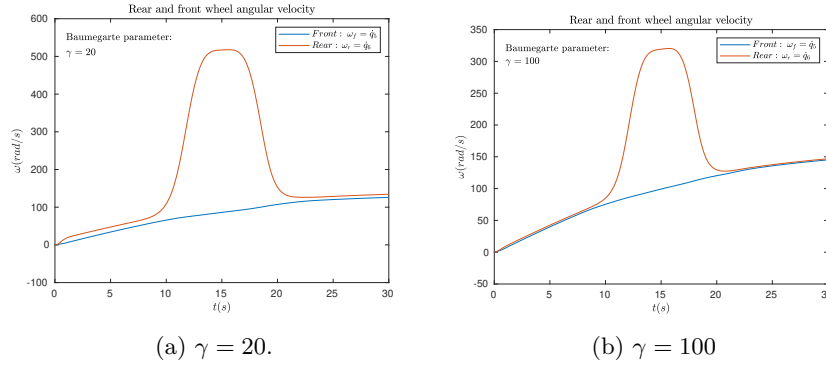 Rear and front wheel angular velocity
600
500
400
300
200
100
0
-100
ω(rad/s)
Baumegarte parameter:
γ = 20
Front : ω_f = q̇_5
Rear : ω_r = q̇_6
0 5 10 15 20 25 30
t(s)
(a) γ = 20.
Rear and front wheel angular velocity
350
300
250
200
150
100
50
0
-50
ω(rad/s)
Baumegarte parameter:
γ = 100
Front : ω_f = q̇_5
Rear : ω_r = q̇_6
0 5 10 15 20 25 30
t(s)
(b) γ = 100